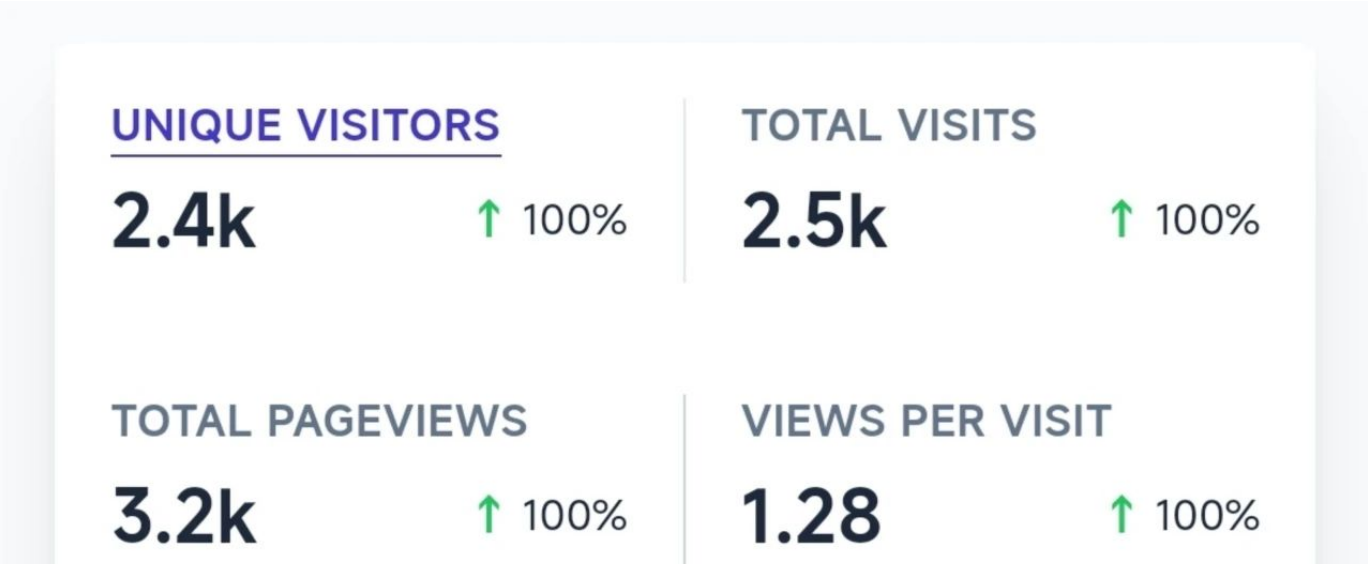 UNIQUE VISITORS
2.4k ↑ 100%
TOTAL VISITS
2.5k ↑ 100%
TOTAL PAGEVIEWS
3.2k ↑ 100%
VIEWS PER VISIT
1.28 ↑ 100%